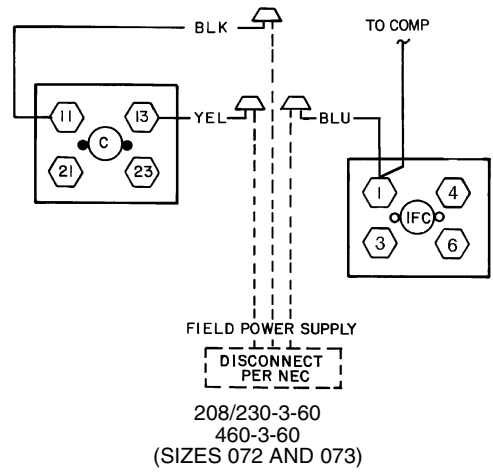 BLK
TO COMP
11
13
YEL
BLU
C
21
23
1
4
IFC
3
6
FIELD POWER SUPPLY
DISCONNECT
PER NEC
208/230-3-60
460-3-60
(SIZES 072 AND 073)